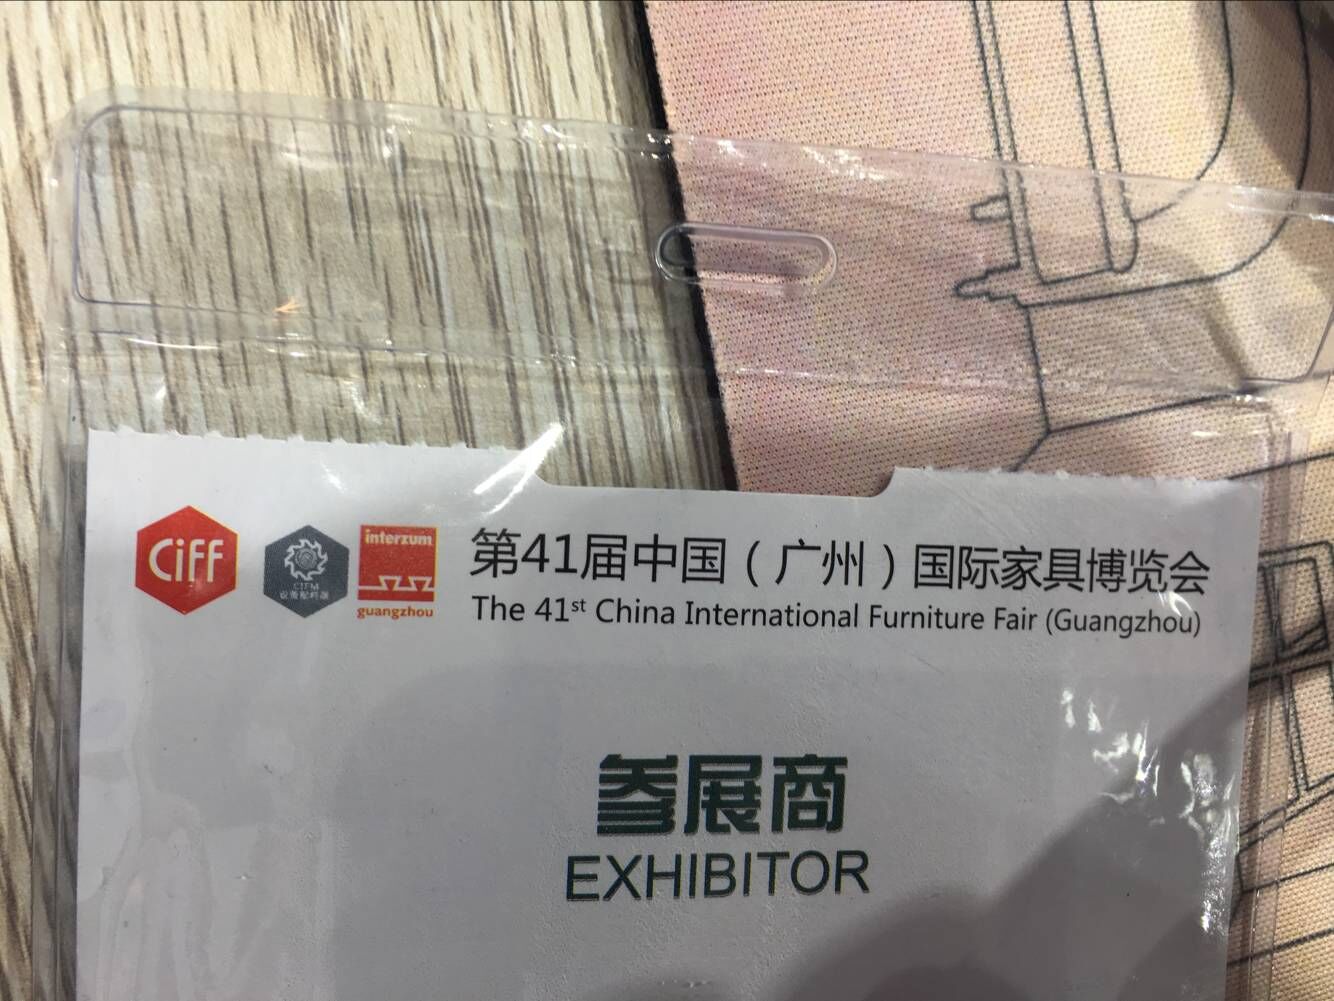 ciff
CIFM
interzum
guangzhou
第41届中国（广州）国际家具博览会
The 41st China International Furniture Fair (Guangzhou)
参展商
EXHIBITOR